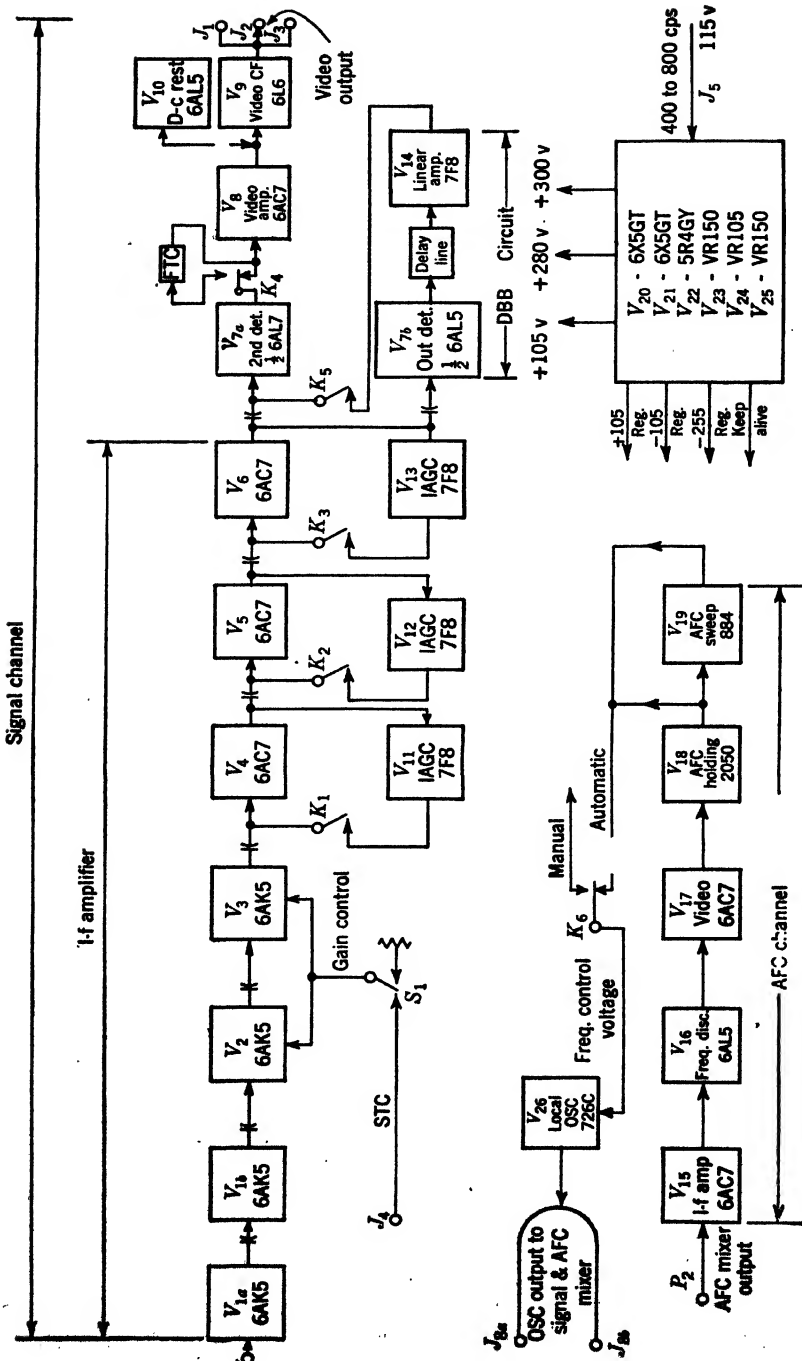 Signal channel
I-f amplifier
V1a
6AK5
V1b
6AK5
V2
6AK5
V3
6AK5
V4
6AC7
V5
6AC7
V6
6AC7
V7a
2nd det.
½ 6AL7
FTC
K4
V8
Video
amp.
6AC7
V10
D-c rest
6AL5
V9
Video CF
6L6
J1
J2
J3
Video
output
Gain control
S1
STC
J4
K1
V11
IAGC
7F8
K2
V12
IAGC
7F8
K3
V13
IAGC
7F8
K5
V7b
Out det.
½ 6AL5
Delay
line
V14
Linear
amp.
7F8
DBB Circuit
J8a
OSC output to
signal & AFC
mixer
J8b
V26
Local
OSC
726C
Freq. control
voltage
K6
Manual
Automatic
P2
AFC mixer
output
V15
I-f amp
6AC7
V16
Freq. disc.
6AL5
V17
Video
6AC7
V18
AFC
holding
2050
V19
AFC
sweep
884
AFC channel
+105 v
+280 v
+300 v
V20 - 6X5GT
V21 - 6X5GT
V22 - 5R4GY
V23 - VR150
V24 - VR105
V25 - VR150
400 to 800 cps
J5 115 v
+105
Reg.
-105
Reg.
-255
Reg.
Keep
alive